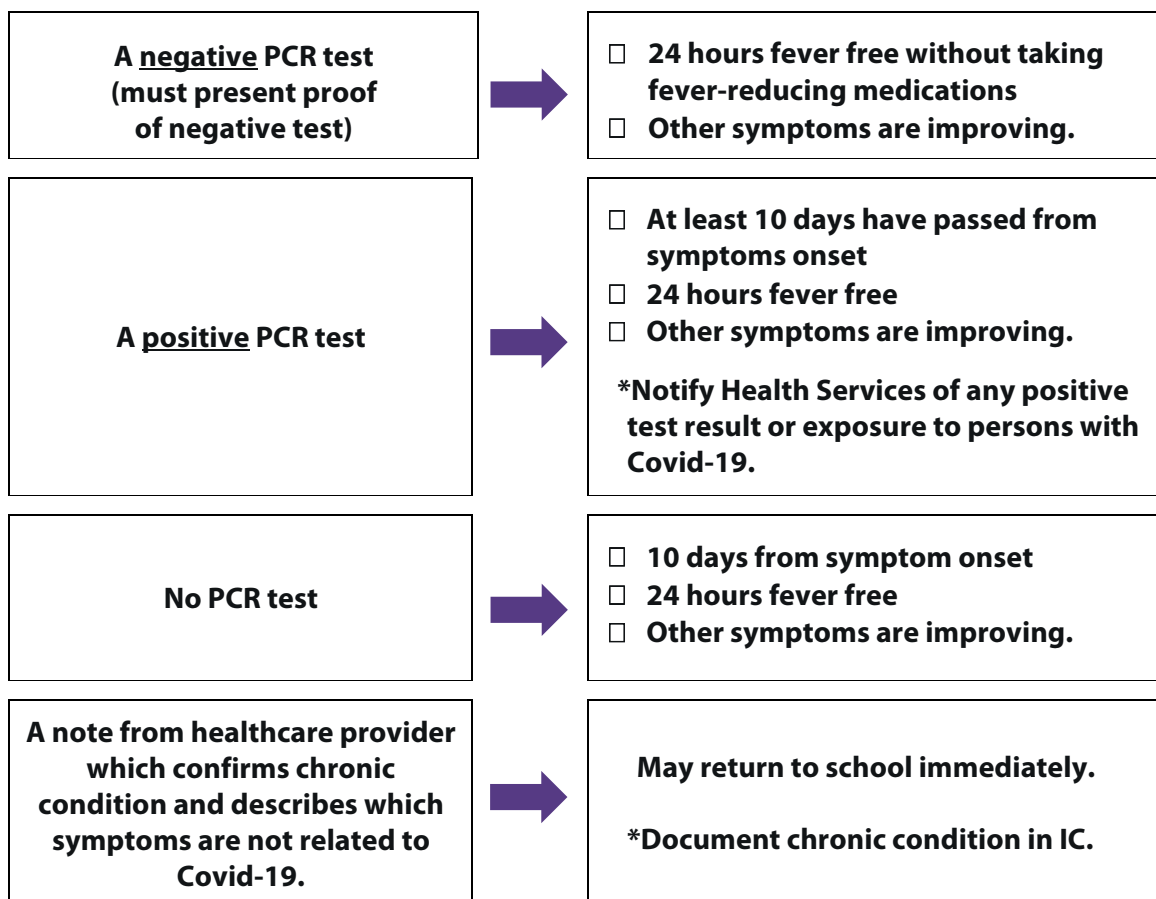 A negative PCR test
(must present proof
of negative test)
☐ 24 hours fever free without taking
fever-reducing medications
☐ Other symptoms are improving.
A positive PCR test
☐ At least 10 days have passed from
symptoms onset
☐ 24 hours fever free
☐ Other symptoms are improving.
*Notify Health Services of any positive
test result or exposure to persons with
Covid-19.
No PCR test
☐ 10 days from symptom onset
☐ 24 hours fever free
☐ Other symptoms are improving.
A note from healthcare provider
which confirms chronic
condition and describes which
symptoms are not related to
Covid-19.
May return to school immediately.
*Document chronic condition in IC.